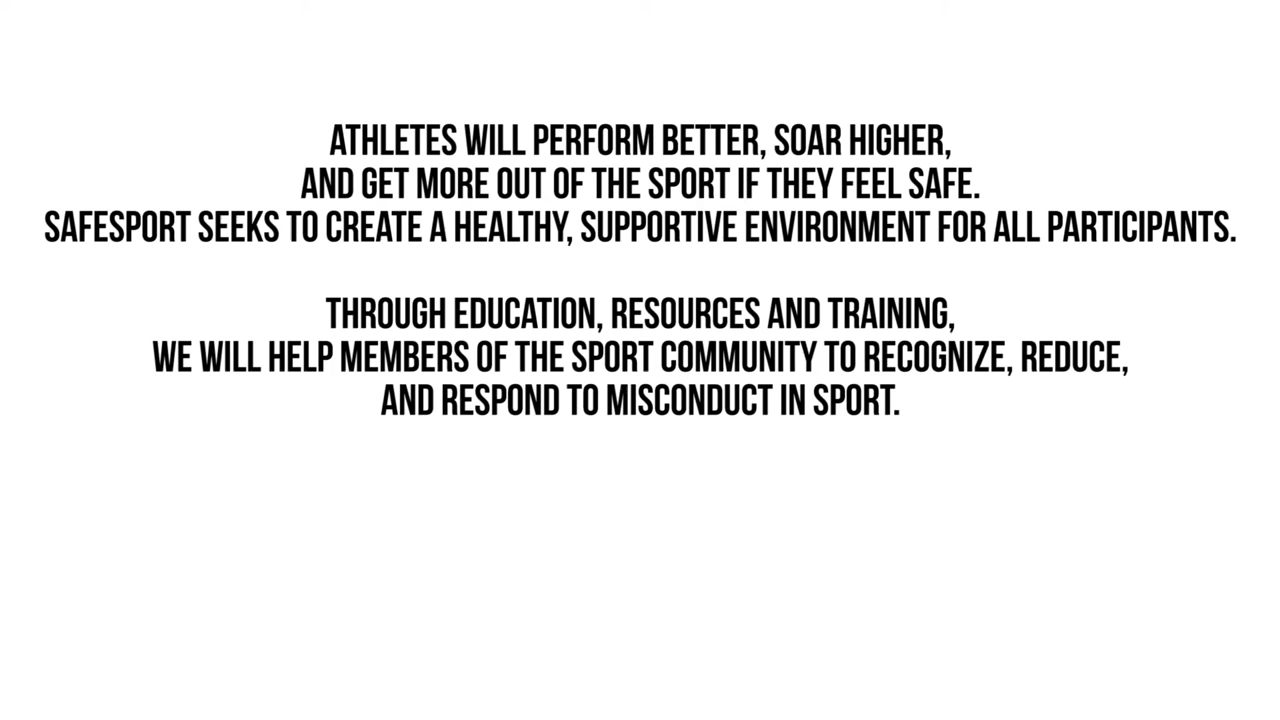 ATHLETES WILL PERFORM BETTER, SOAR HIGHER,
AND GET MORE OUT OF THE SPORT IF THEY FEEL SAFE.
SAFESPORT SEEKS TO CREATE A HEALTHY, SUPPORTIVE ENVIRONMENT FOR ALL PARTICIPANTS.
THROUGH EDUCATION, RESOURCES AND TRAINING,
WE WILL HELP MEMBERS OF THE SPORT COMMUNITY TO RECOGNIZE, REDUCE,
AND RESPOND TO MISCONDUCT IN SPORT.